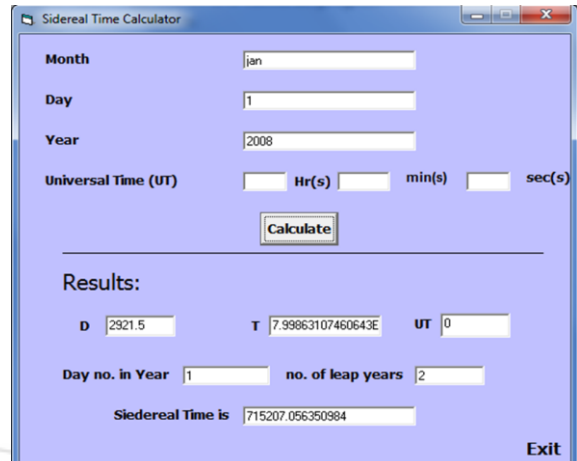 Sidereal Time Calculator
Month jan
Day 1
Year 2008
Universal Time (UT) Hr(s) min(s) sec(s)
Calculate
Results:
D 2921.5 T 7.99863107460643E UT 0
Day no. in Year 1 no. of leap years 2
Siedereal Time is 715207.056350984
Exit